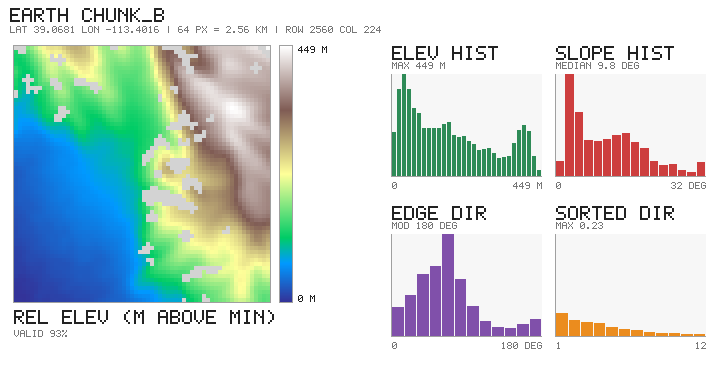 EARTH CHUNK_B
LAT 39.0681 LON -113.4016 | 64 PX = 2.56 KM | ROW 2560 COL 224
449 M
0 M
REL ELEV (M ABOVE MIN)
VALID 93%
ELEV HIST
MAX 449 M
0 449 M
SLOPE HIST
MEDIAN 9.8 DEG
0 32 DEG
EDGE DIR
MOD 180 DEG
0 180 DEG
SORTED DIR
MAX 0.23
1 12